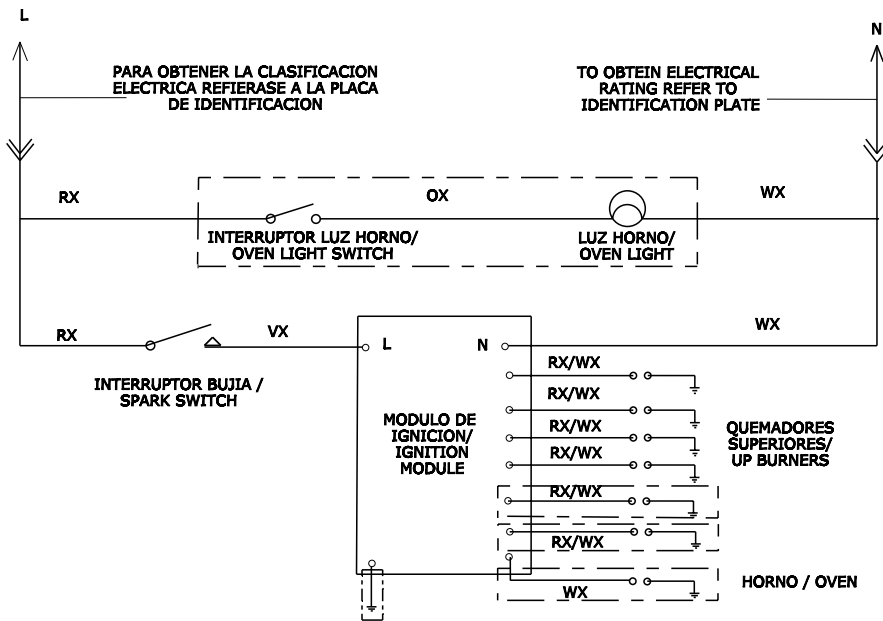 L
N
PARA OBTENER LA CLASIFICACION
ELECTRICA REFIERASE A LA PLACA
DE IDENTIFICACION
TO OBTEIN ELECTRICAL
RATING REFER TO
IDENTIFICATION PLATE
RX
OX
WX
INTERRUPTOR LUZ HORNO/
OVEN LIGHT SWITCH
LUZ HORNO/
OVEN LIGHT
RX
VX
L
N
WX
INTERRUPTOR BUJIA /
SPARK SWITCH
MODULO DE
IGNICION/
IGNITION
MODULE
RX/WX
RX/WX
RX/WX
RX/WX
RX/WX
RX/WX
WX
QUEMADORES
SUPERIORES/
UP BURNERS
HORNO / OVEN